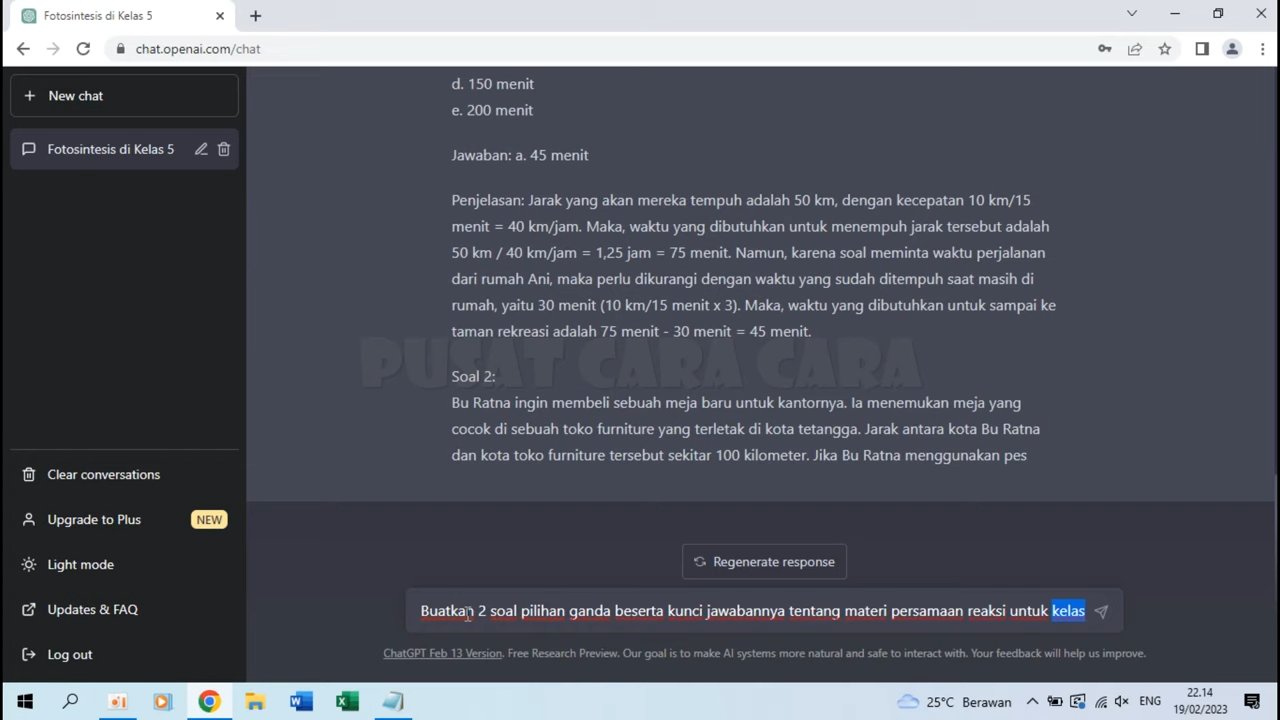 Fotosintesis di Kelas 5
chat.openai.com/chat
New chat
Fotosintesis di Kelas 5
d. 150 menit
e. 200 menit
Jawaban: a. 45 menit
Penjelasan: Jarak yang akan mereka tempuh adalah 50 km, dengan kecepatan 10 km/15
menit = 40 km/jam. Maka, waktu yang dibutuhkan untuk menempuh jarak tersebut adalah
50 km / 40 km/jam = 1,25 jam = 75 menit. Namun, karena soal meminta waktu perjalanan
dari rumah Ani, maka perlu dikurangi dengan waktu yang sudah ditempuh saat masih di
rumah, yaitu 30 menit (10 km/15 menit x 3). Maka, waktu yang dibutuhkan untuk sampai ke
taman rekreasi adalah 75 menit - 30 menit = 45 menit.
PUSAT CARA CARA
Soal 2:
Bu Ratna ingin membeli sebuah meja baru untuk kantornya. Ia menemukan meja yang
cocok di sebuah toko furniture yang terletak di kota tetangga. Jarak antara kota Bu Ratna
dan kota toko furniture tersebut sekitar 100 kilometer. Jika Bu Ratna menggunakan pes
Clear conversations
Upgrade to Plus NEW
Light mode
Updates & FAQ
Log out
Regenerate response
Buatkan 2 soal pilihan ganda beserta kunci jawabannya tentang materi persamaan reaksi untuk kelas
ChatGPT Feb 13 Version. Free Research Preview. Our goal is to make AI systems more natural and safe to interact with. Your feedback will help us improve.
25°C Berawan
ENG
22.14
19/02/2023